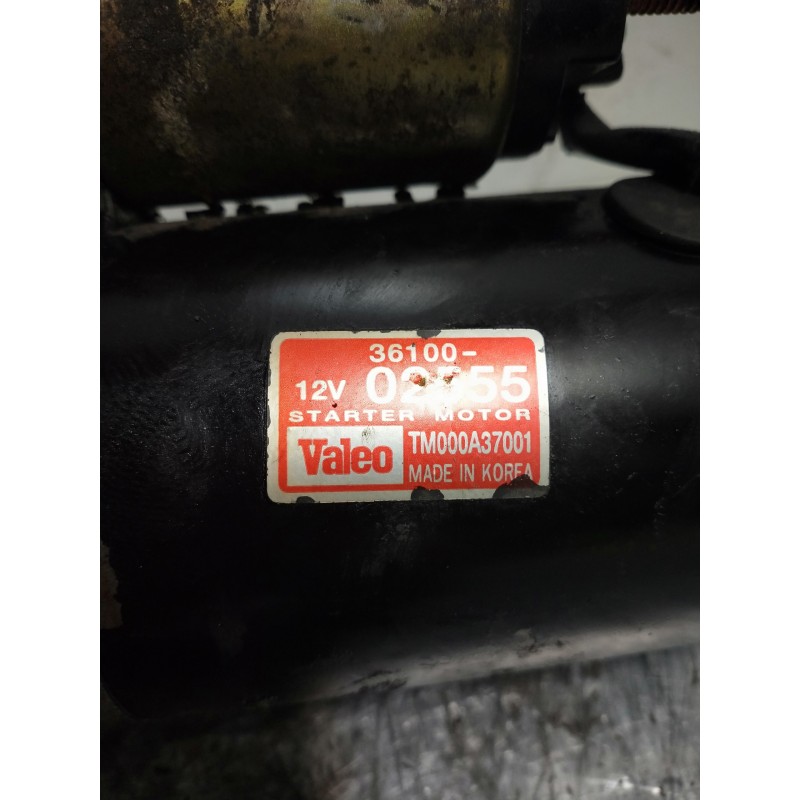 36100-
12V 02555
STARTER MOTOR
Valeo TM000A37001
MADE IN KOREA